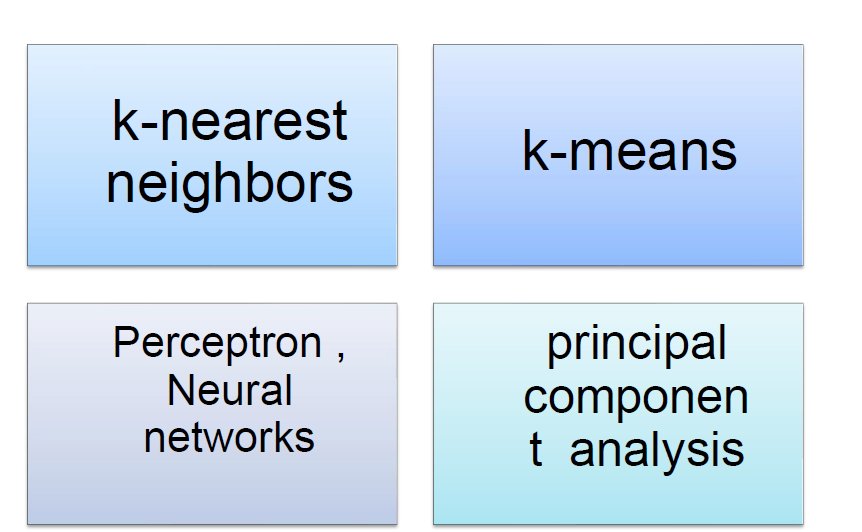 k-nearest
neighbors
k-means
Perceptron ,
Neural
networks
principal
componen
t analysis